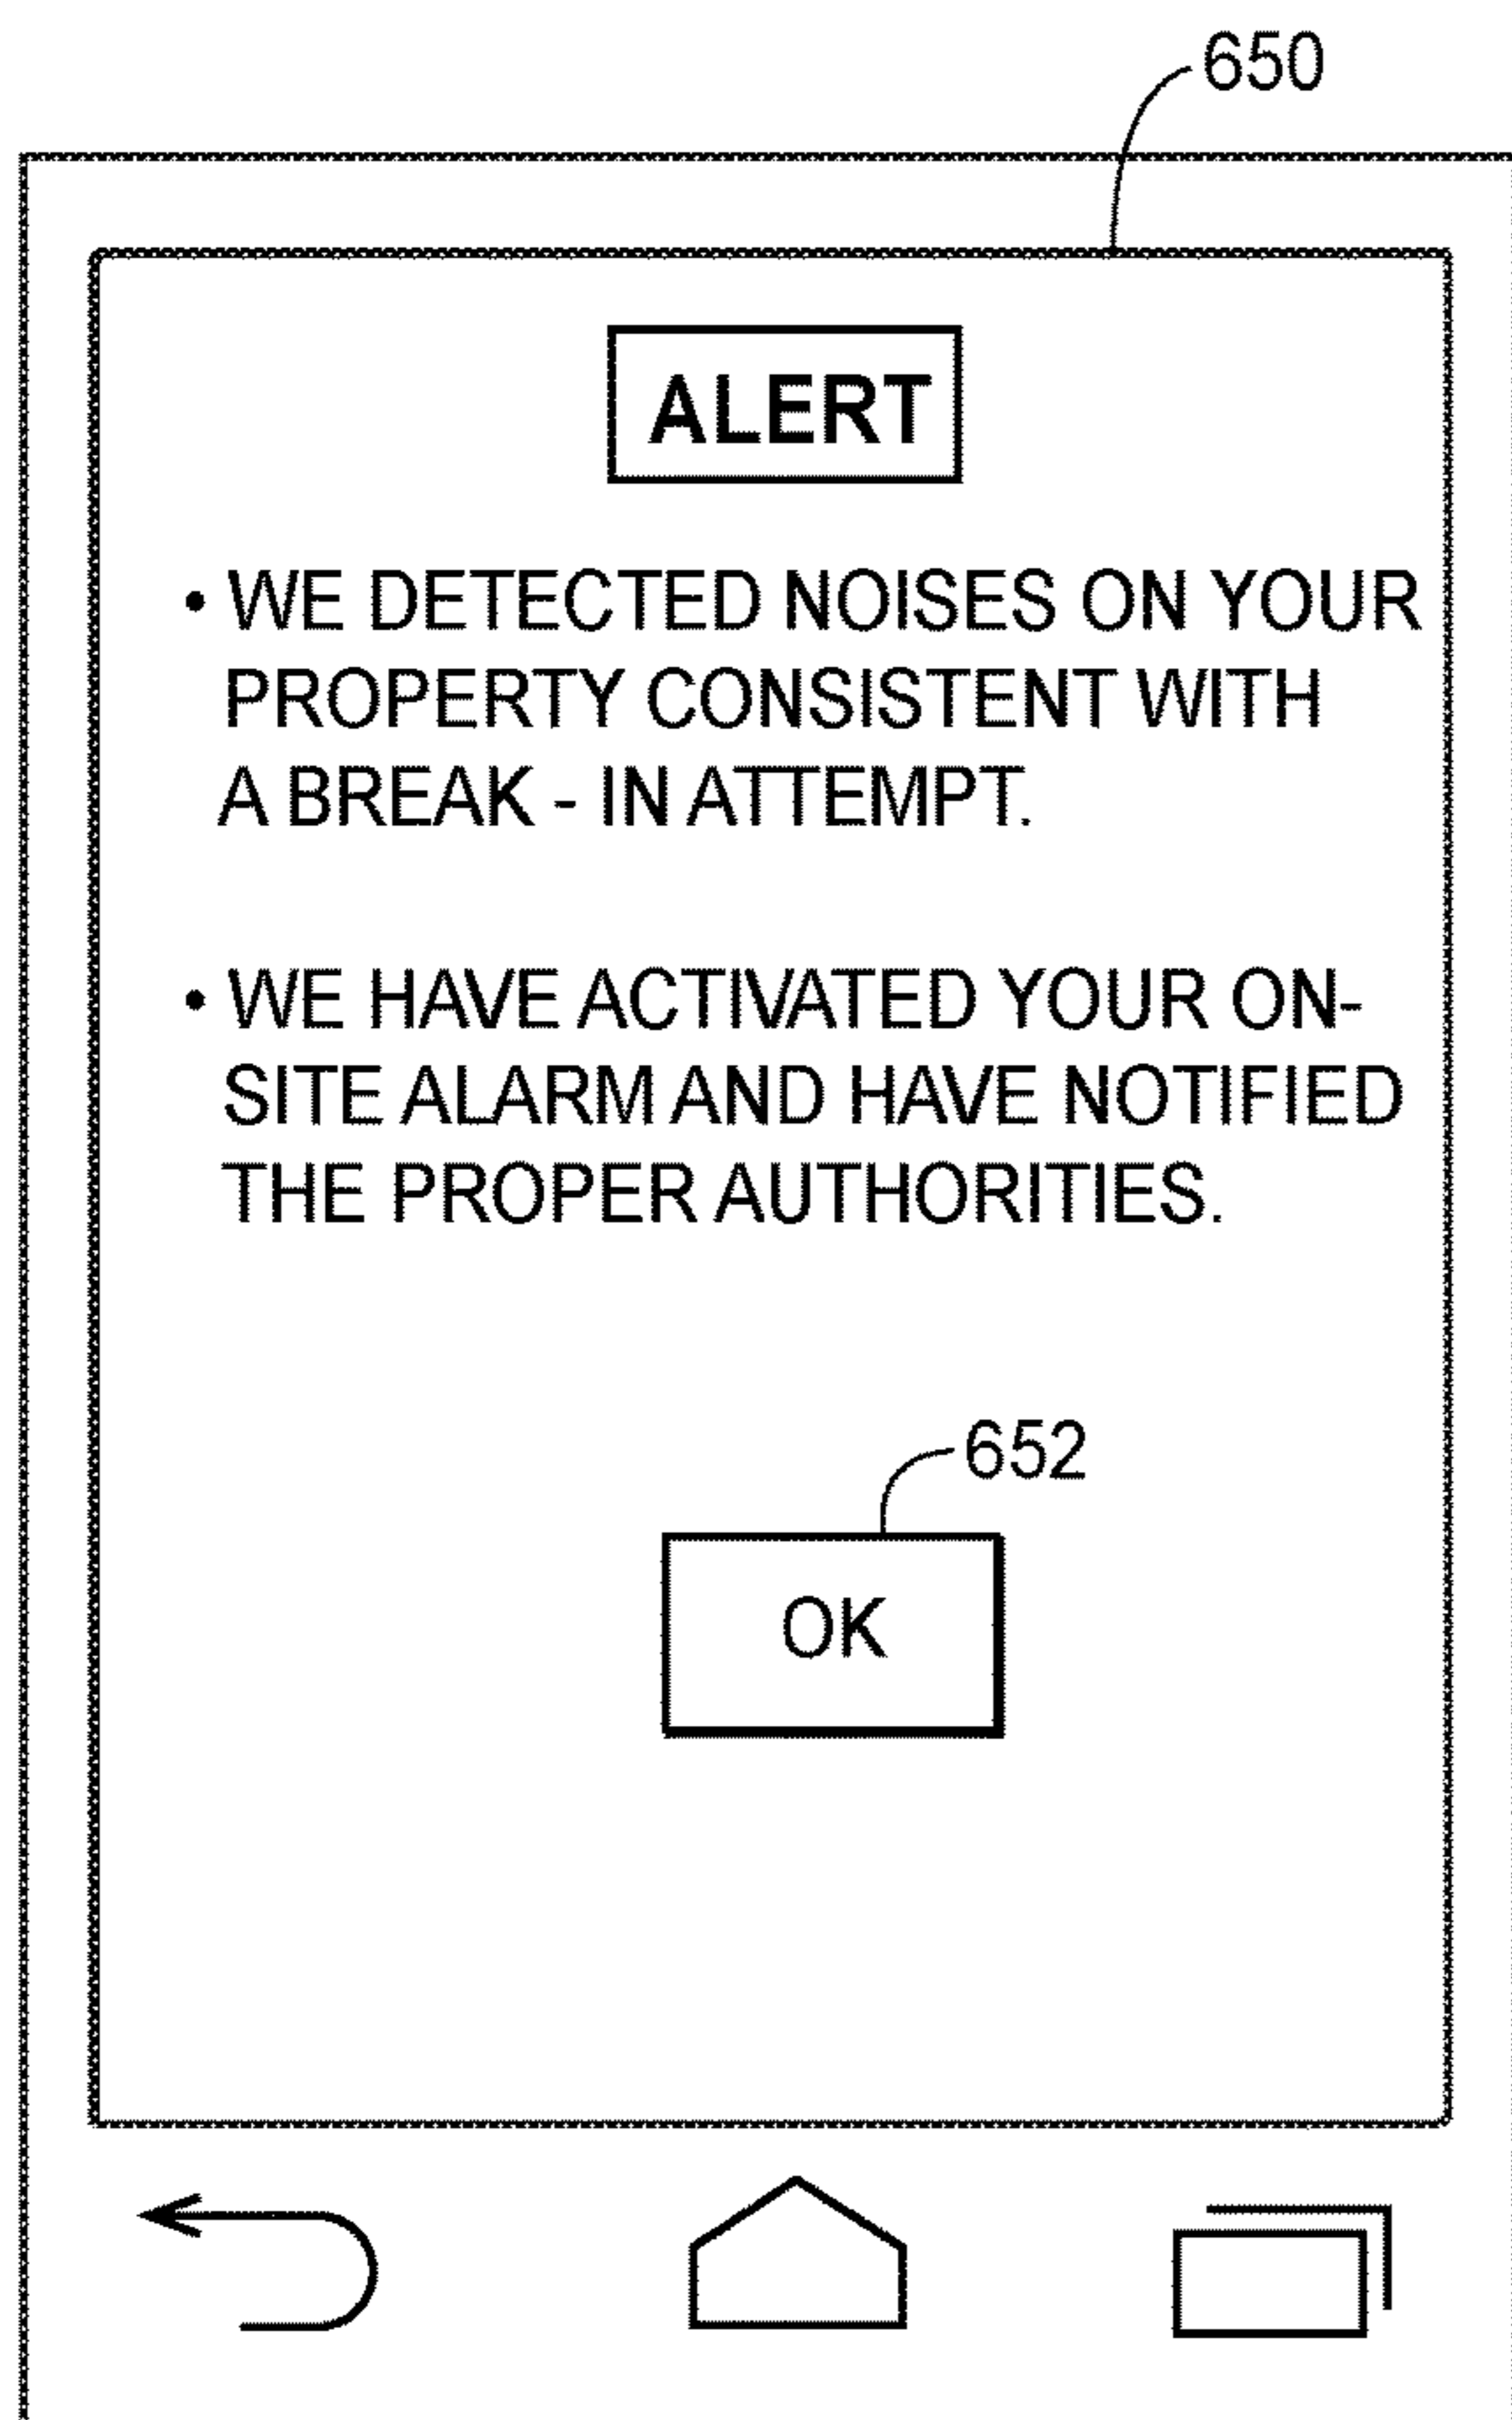 650
ALERT
• WE DETECTED NOISES ON YOUR
PROPERTY CONSISTENT WITH
A BREAK - IN ATTEMPT.
• WE HAVE ACTIVATED YOUR ON-
SITE ALARM AND HAVE NOTIFIED
THE PROPER AUTHORITIES.
652
OK